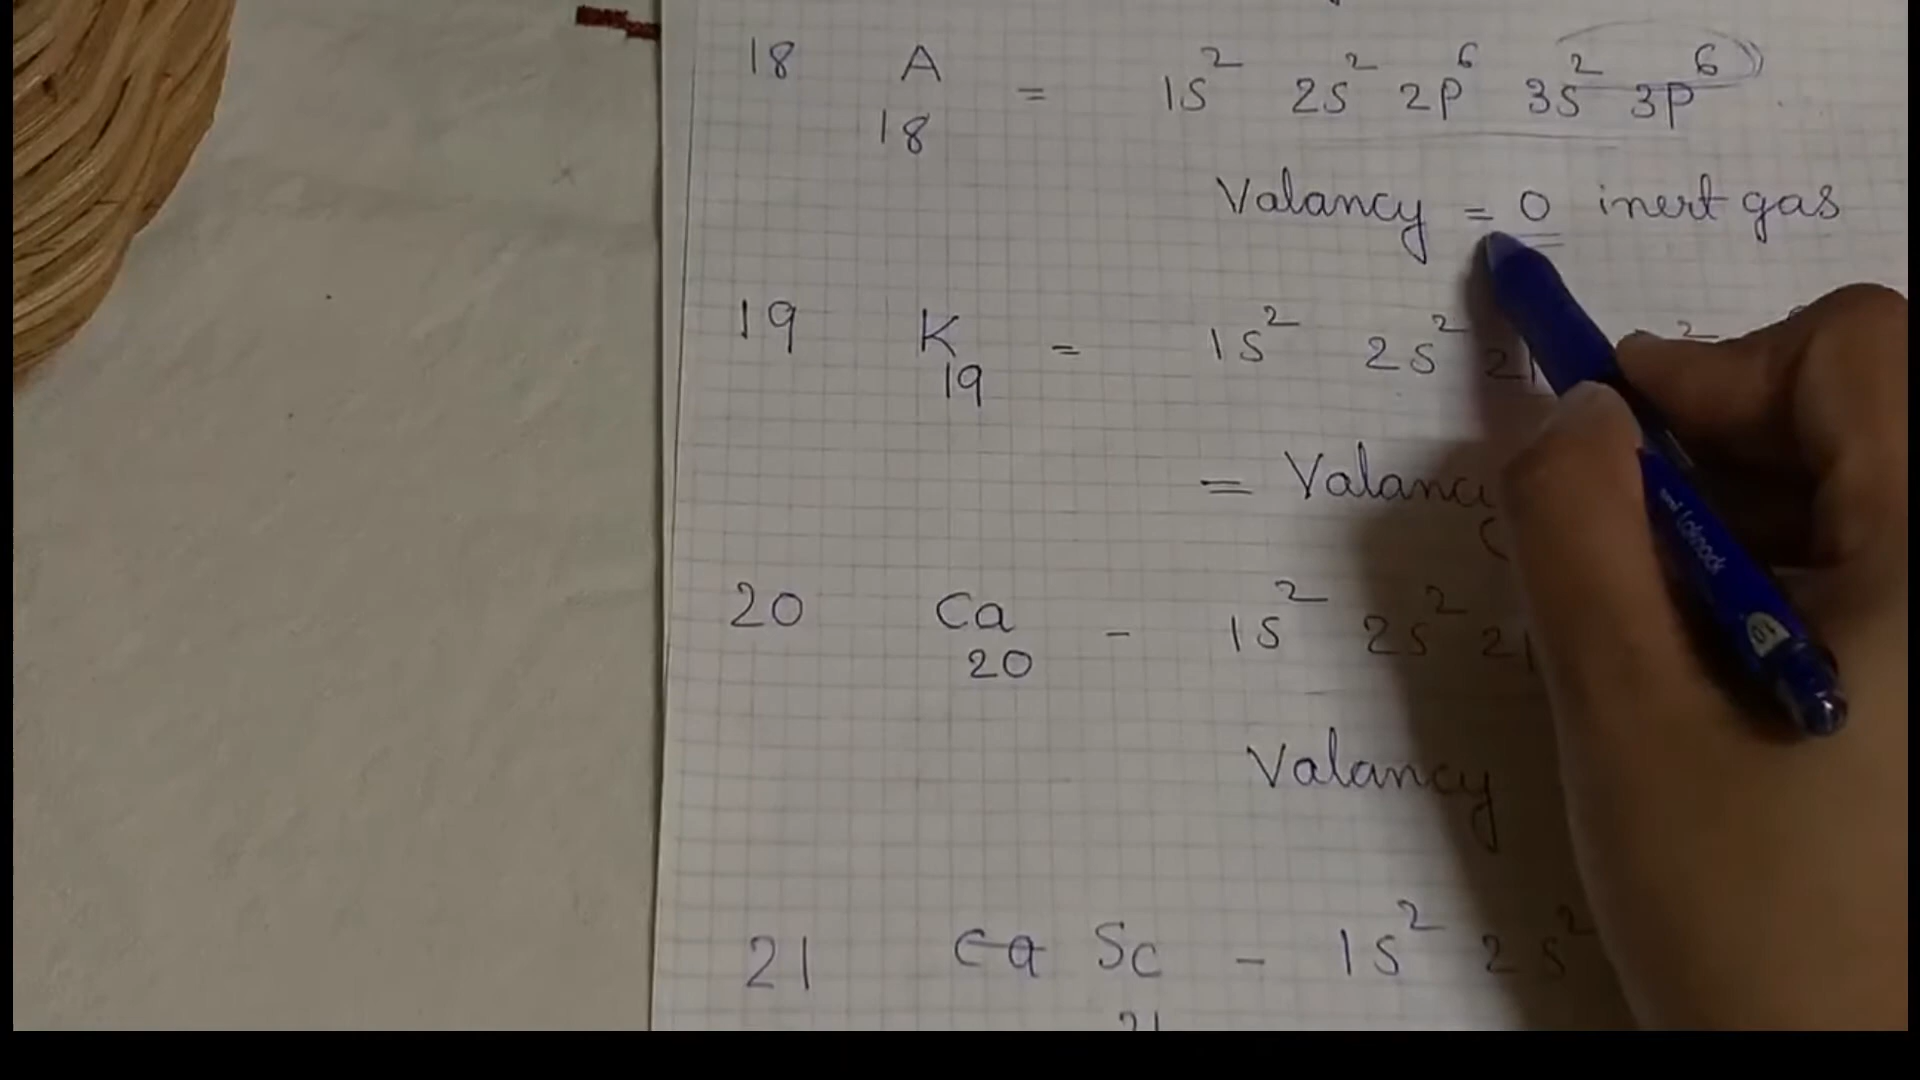 18 A 18 = 1s² 2s² 2p⁶ 3s² 3p⁶
Valancy = 0 inert gas
19 K 19 = 1s² 2s²
= Valancy
20 Ca 20 - 1s² 2s²
Valancy
21 Ca Sc 21 - 1s² 2s²